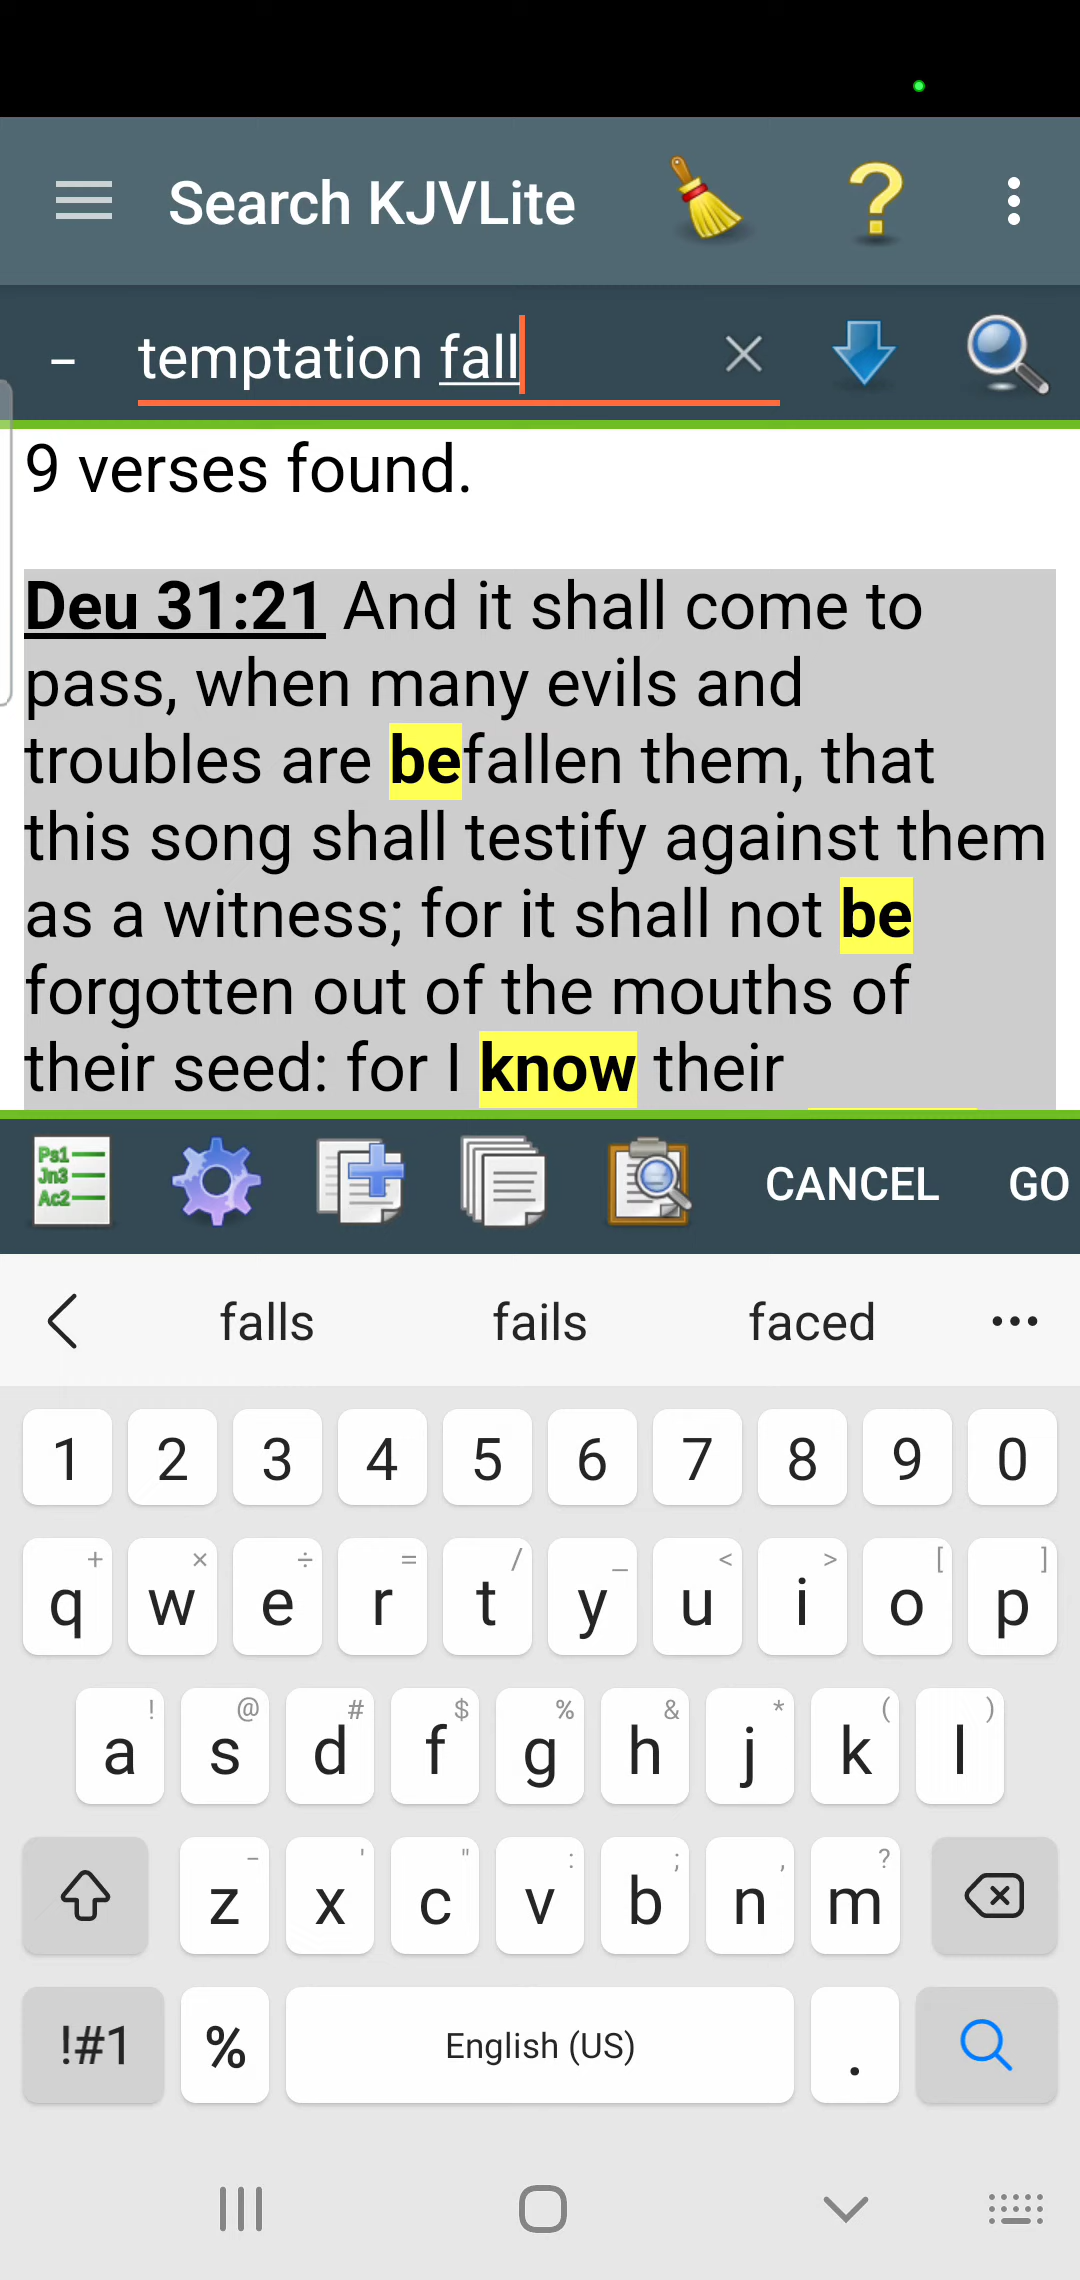 Search KJVLite
– temptation fall
9 verses found.
Deu 31:21 And it shall come to
pass, when many evils and
troubles are befallen them, that
this song shall testify against them
as a witness; for it shall not be
forgotten out of the mouths of
their seed: for I know their
Ps1
Jn3
Ac2
CANCEL GO
falls fails faced
1 2 3 4 5 6 7 8 9 0
+ × ÷ = / _ < > [ ]
q w e r t y u i o p
! @ # $ % & * ( )
a s d f g h j k l
- ' " : ; , ?
z x c v b n m
!#1 % English (US) .